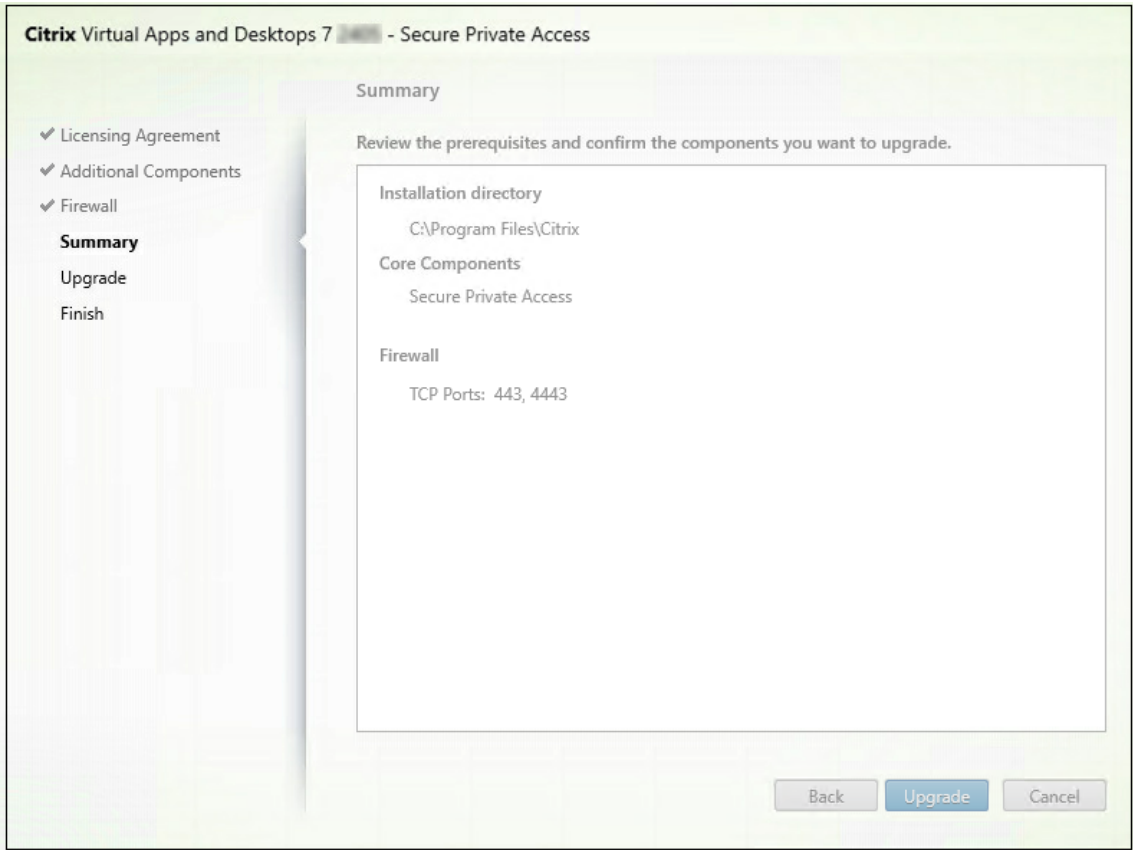 Citrix Virtual Apps and Desktops 7 - Secure Private Access
Summary
Licensing Agreement
Additional Components
Firewall
Summary
Upgrade
Finish
Review the prerequisites and confirm the components you want to upgrade.
Installation directory
C:\Program Files\Citrix
Core Components
Secure Private Access
Firewall
TCP Ports: 443, 4443
Back
Upgrade
Cancel